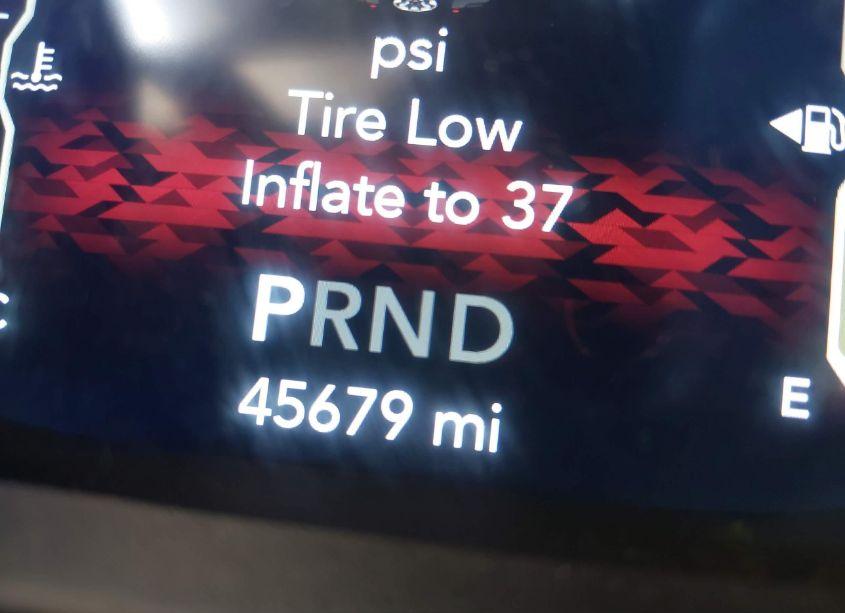 psi
Tire Low
Inflate to 37
PRND
45679 mi
C
E